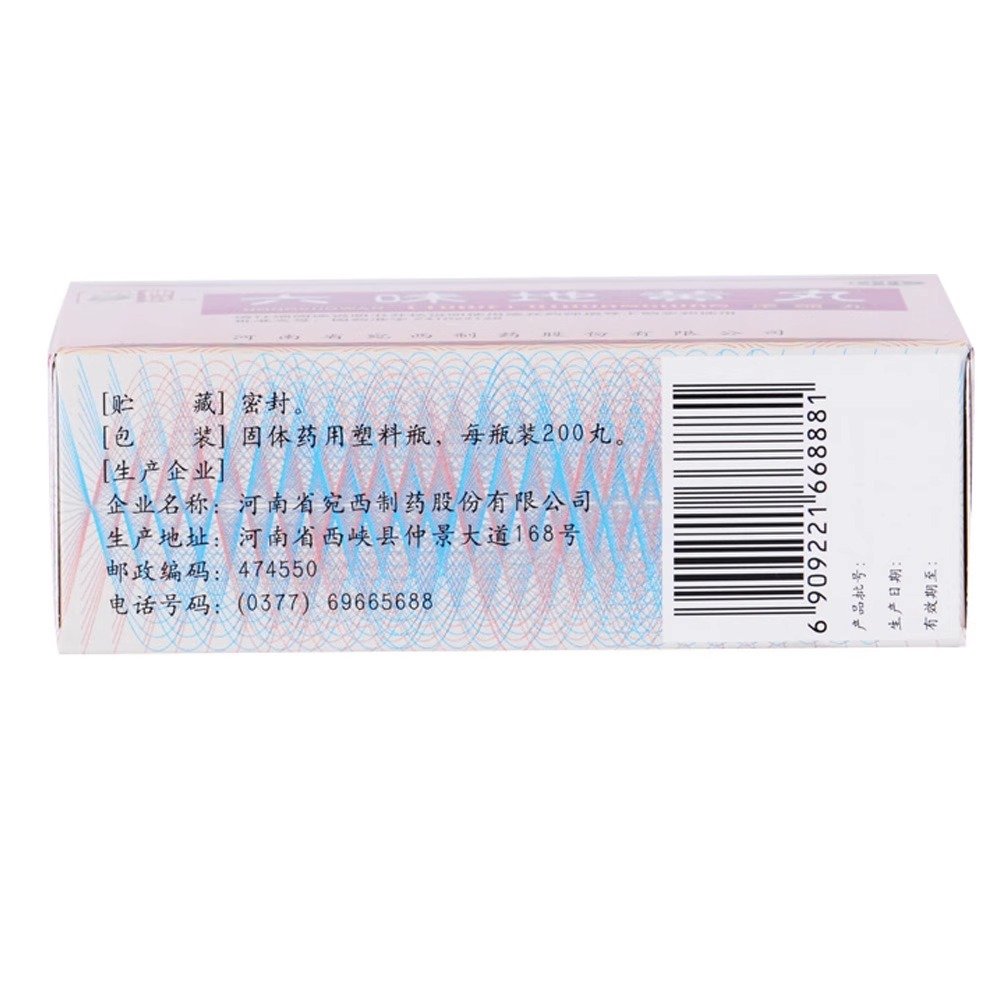 六味地黄丸
河南省宛西制药股份有限公司
[贮 藏] 密封。
[包 装] 固体药用塑料瓶，每瓶装200丸。
[生产企业]
企业名称：河南省宛西制药股份有限公司
生产地址：河南省西峡县仲景大道168号
邮政编码：474550
电话号码：(0377) 69665688
6 909221 668881
产品批号：
生产日期：
有效期至：